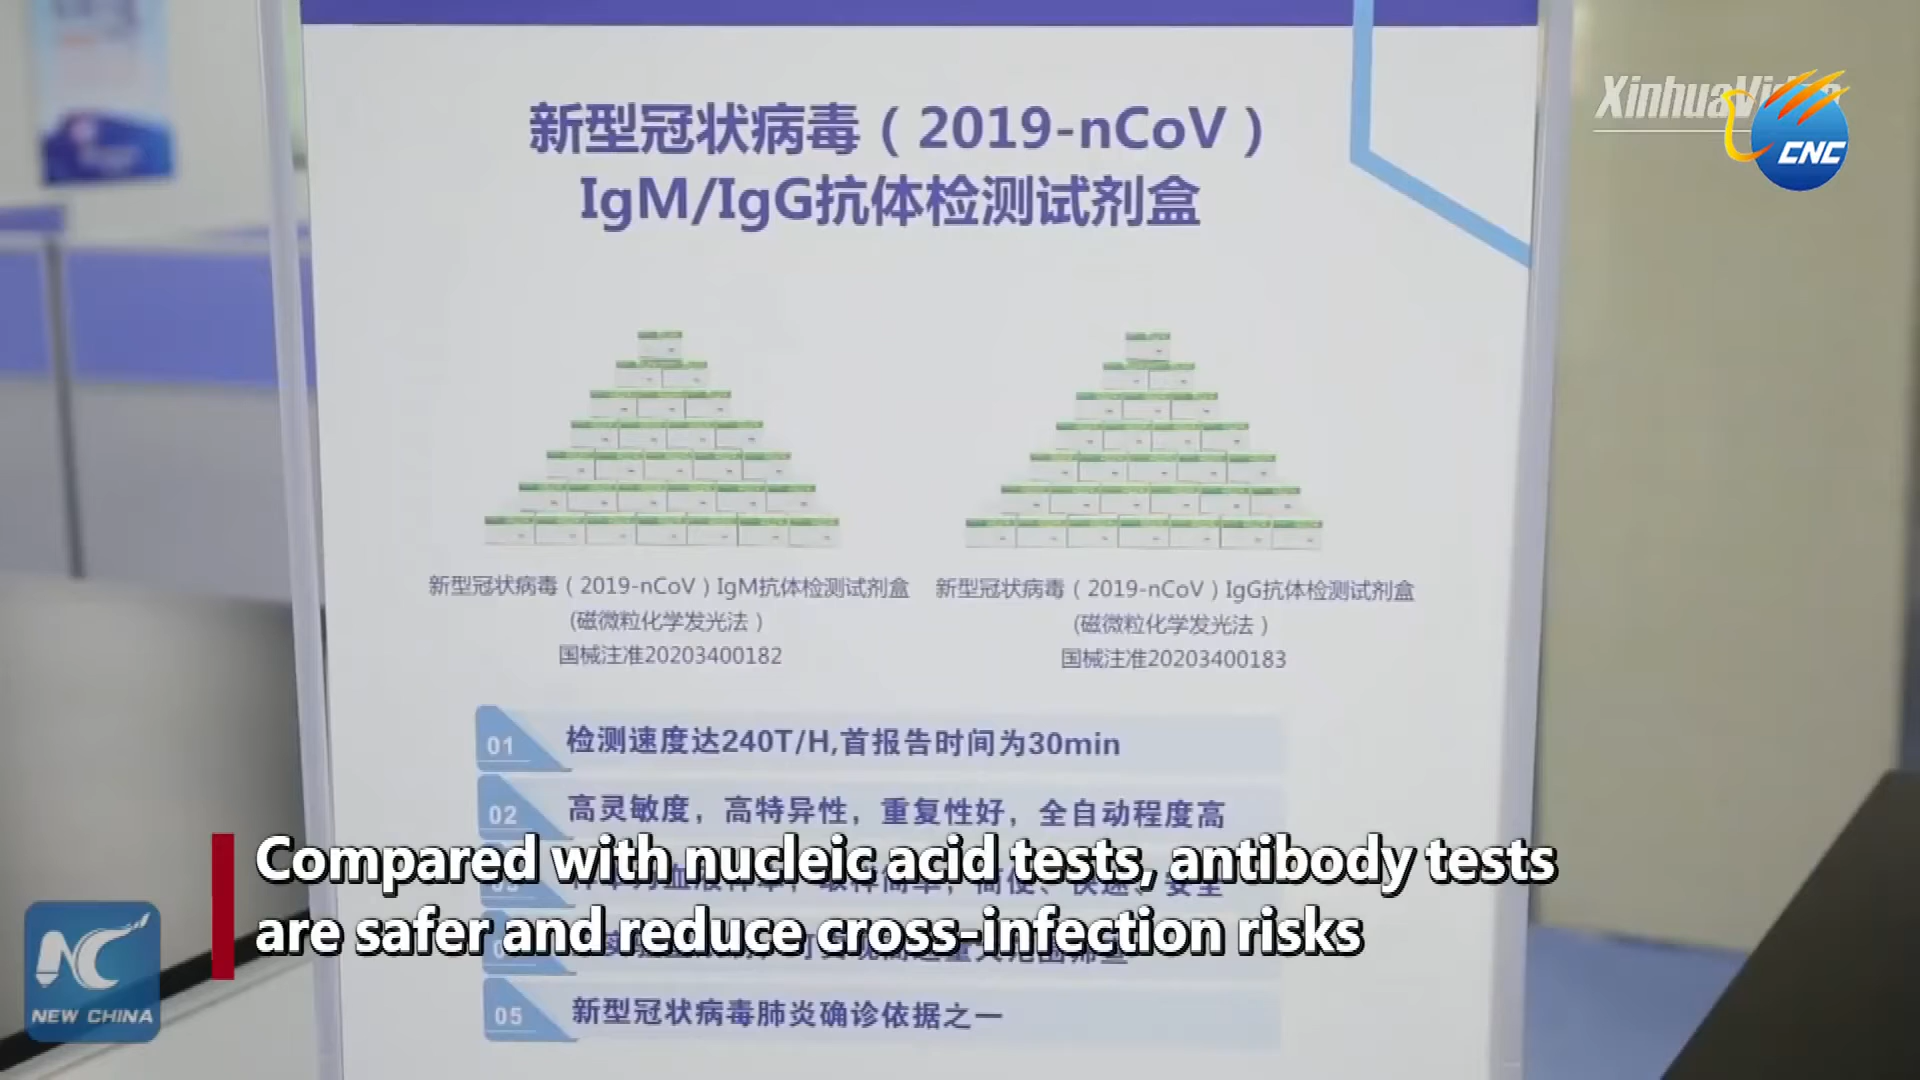 XinhuaVideo
CNC
新型冠状病毒（2019-nCoV）
IgM/IgG抗体检测试剂盒
新型冠状病毒（2019-nCoV）IgM抗体检测试剂盒
(磁微粒化学发光法）
国械注准20203400182
新型冠状病毒（2019-nCoV）IgG抗体检测试剂盒
(磁微粒化学发光法）
国械注准20203400183
01 检测速度达240T/H,首报告时间为30min
02 高灵敏度，高特异性，重复性好，全自动程度高
Compared with nucleic acid tests, antibody tests
are safer and reduce cross-infection risks
05 新型冠状病毒肺炎确诊依据之一
NC
NEW CHINA